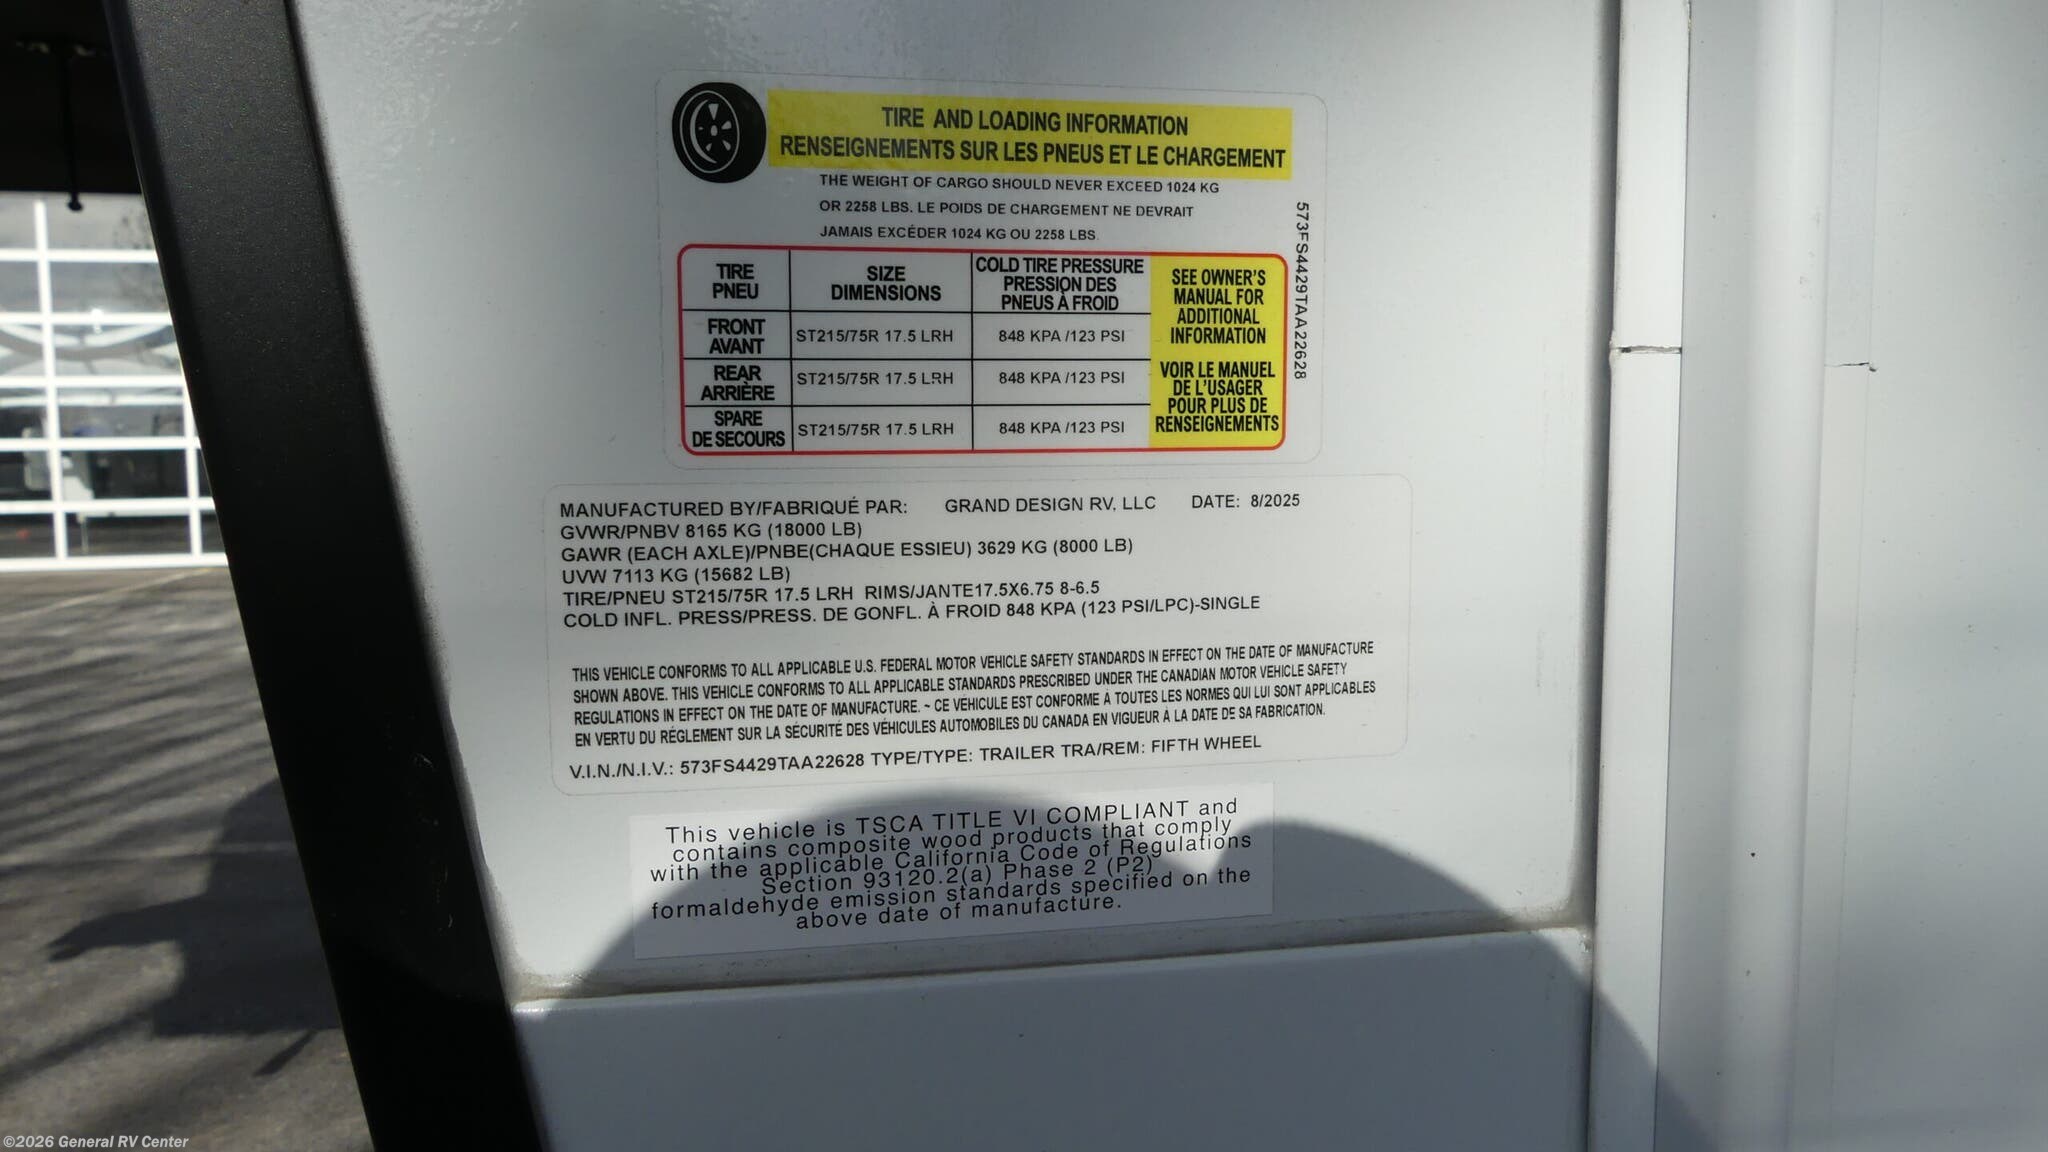 TIRE AND LOADING INFORMATION
RENSEIGNEMENTS SUR LES PNEUS ET LE CHARGEMENT
THE WEIGHT OF CARGO SHOULD NEVER EXCEED 1024 KG
OR 2258 LBS. LE POIDS DE CHARGEMENT NE DEVRAIT
JAMAIS EXCÉDER 1024 KG OU 2258 LBS.
573FS4429TAA22628
TIRE
PNEU
SIZE
DIMENSIONS
COLD TIRE PRESSURE
PRESSION DES
PNEUS À FROID
FRONT
AVANT
ST215/75R 17.5 LRH
848 KPA /123 PSI
REAR
ARRIÈRE
ST215/75R 17.5 LRH
848 KPA /123 PSI
SPARE
DE SECOURS
ST215/75R 17.5 LRH
848 KPA /123 PSI
SEE OWNER'S
MANUAL FOR
ADDITIONAL
INFORMATION
VOIR LE MANUEL
DE L'USAGER
POUR PLUS DE
RENSEIGNEMENTS
MANUFACTURED BY/FABRIQUÉ PAR: GRAND DESIGN RV, LLC DATE: 8/2025
GVWR/PNBV 8165 KG (18000 LB)
GAWR (EACH AXLE)/PNBE(CHAQUE ESSIEU) 3629 KG (8000 LB)
UVW 7113 KG (15682 LB)
TIRE/PNEU ST215/75R 17.5 LRH RIMS/JANTE17.5X6.75 8-6.5
COLD INFL. PRESS/PRESS. DE GONFL. À FROID 848 KPA (123 PSI/LPC)-SINGLE
THIS VEHICLE CONFORMS TO ALL APPLICABLE U.S. FEDERAL MOTOR VEHICLE SAFETY STANDARDS IN EFFECT ON THE DATE OF MANUFACTURE
SHOWN ABOVE. THIS VEHICLE CONFORMS TO ALL APPLICABLE STANDARDS PRESCRIBED UNDER THE CANADIAN MOTOR VEHICLE SAFETY
REGULATIONS IN EFFECT ON THE DATE OF MANUFACTURE. ~ CE VÉHICULE EST CONFORME À TOUTES LES NORMES QUI LUI SONT APPLICABLES
EN VERTU DU RÉGLEMENT SUR LA SÉCURITÉ DES VÉHICULES AUTOMOBILES DU CANADA EN VIGUEUR À LA DATE DE SA FABRICATION.
V.I.N./N.I.V.: 573FS4429TAA22628 TYPE/TYPE: TRAILER TRA/REM: FIFTH WHEEL
This vehicle is TSCA TITLE VI COMPLIANT and
contains composite wood products that comply
with the applicable California Code of Regulations
Section 93120.2(a) Phase 2 (P2)
formaldehyde emission standards specified on the
above date of manufacture.
©2026 General RV Center